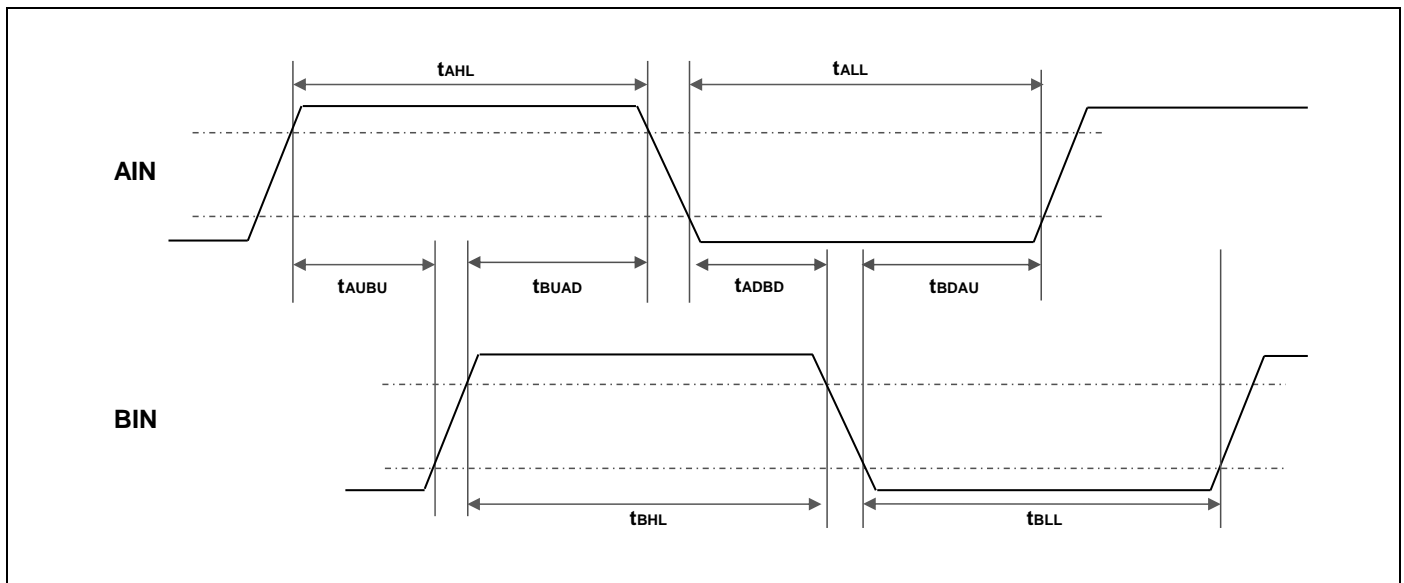 tAHL tALL
AIN
tAUBU tBUAD tADBD tBDAU
BIN
tBHL tBLL